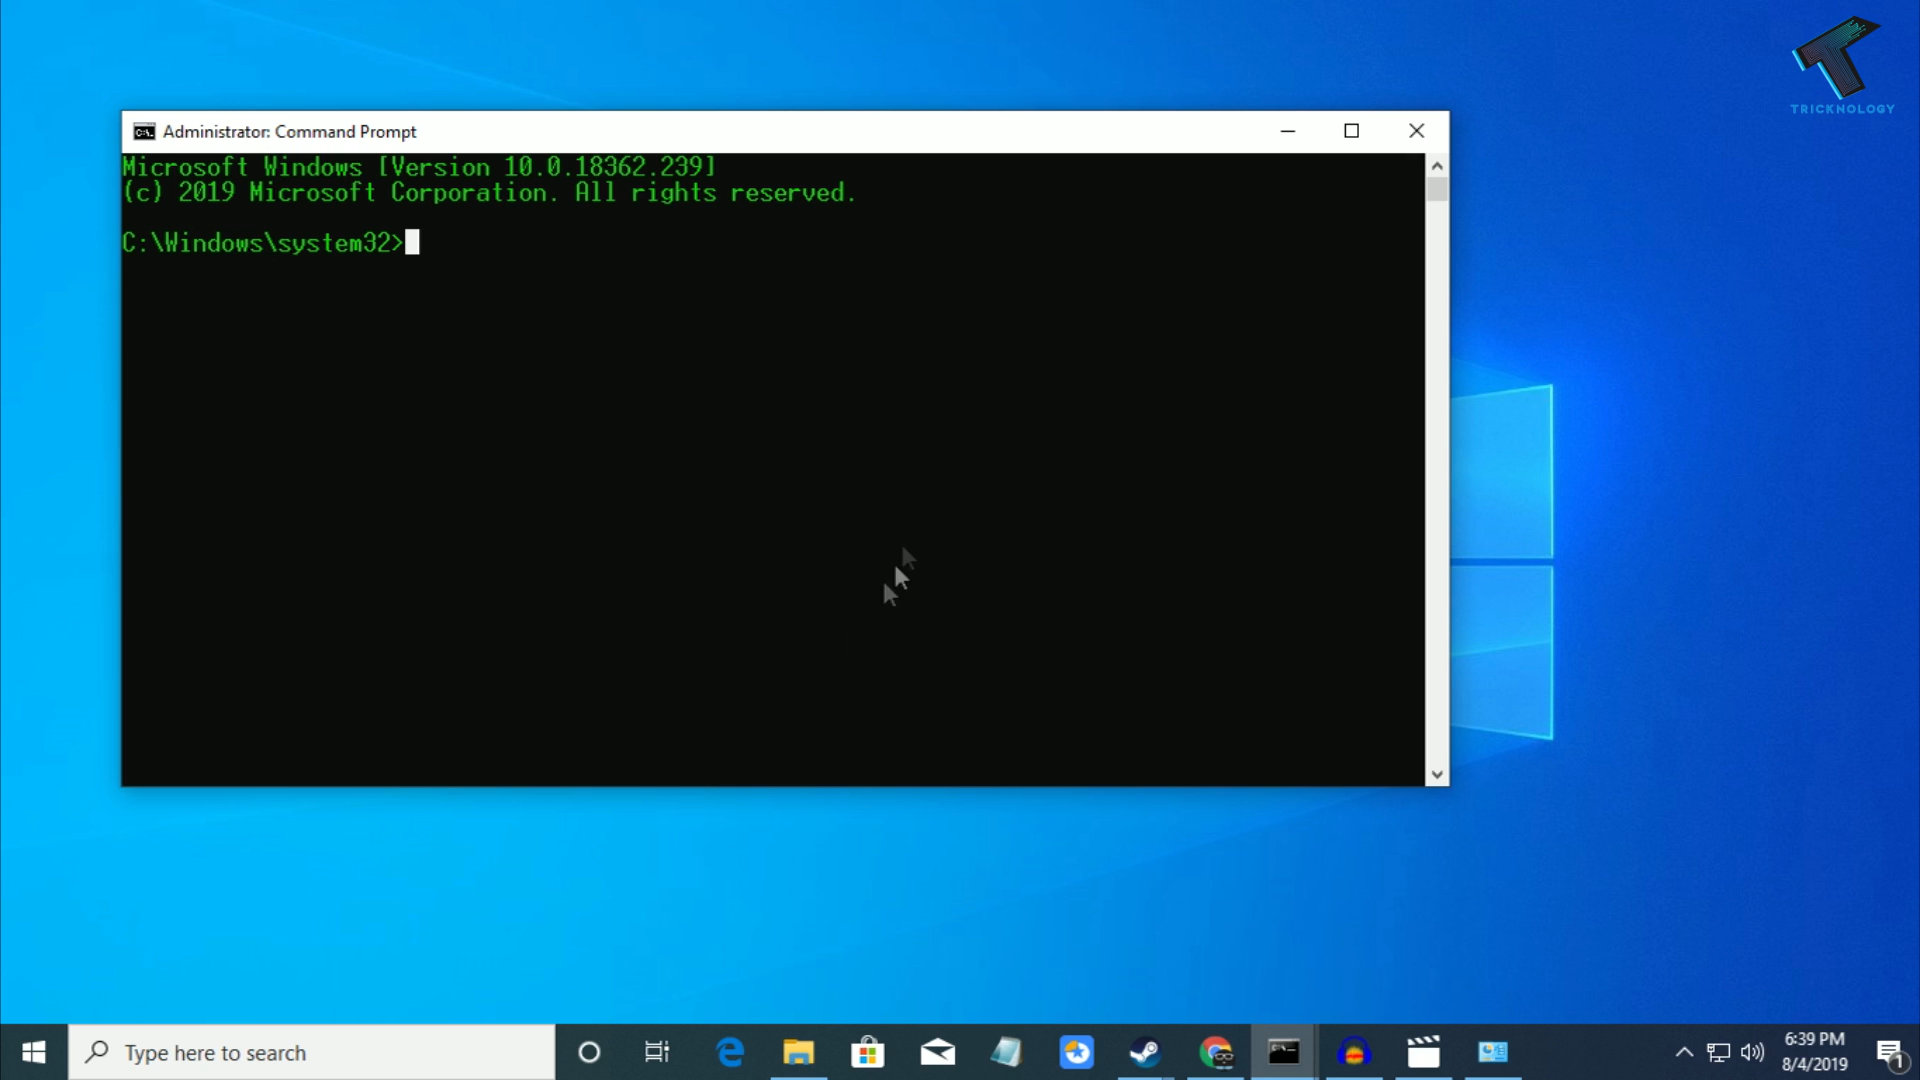 TRICKNOLOGY
Administrator: Command Prompt
Microsoft Windows [Version 10.0.18362.239]
(c) 2019 Microsoft Corporation. All rights reserved.
C:\Windows\system32>
Type here to search
6:39 PM
8/4/2019
1